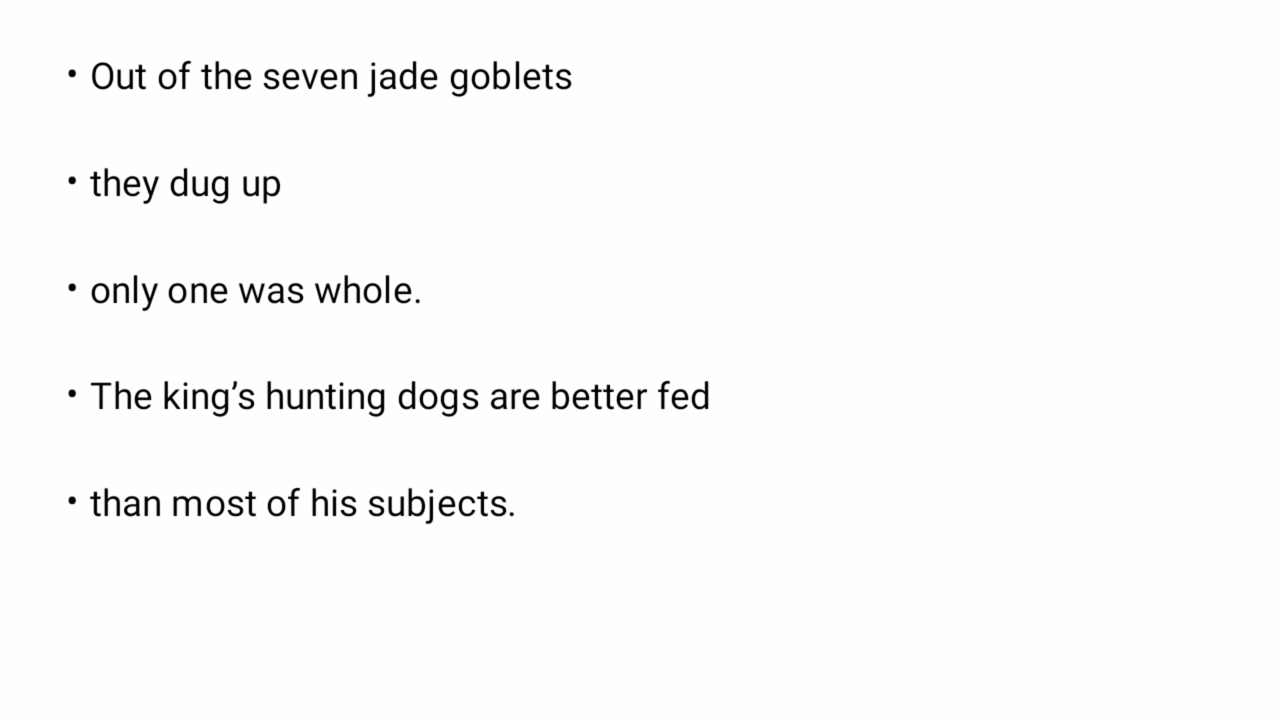 • Out of the seven jade goblets
• they dug up
• only one was whole.
• The king’s hunting dogs are better fed
• than most of his subjects.